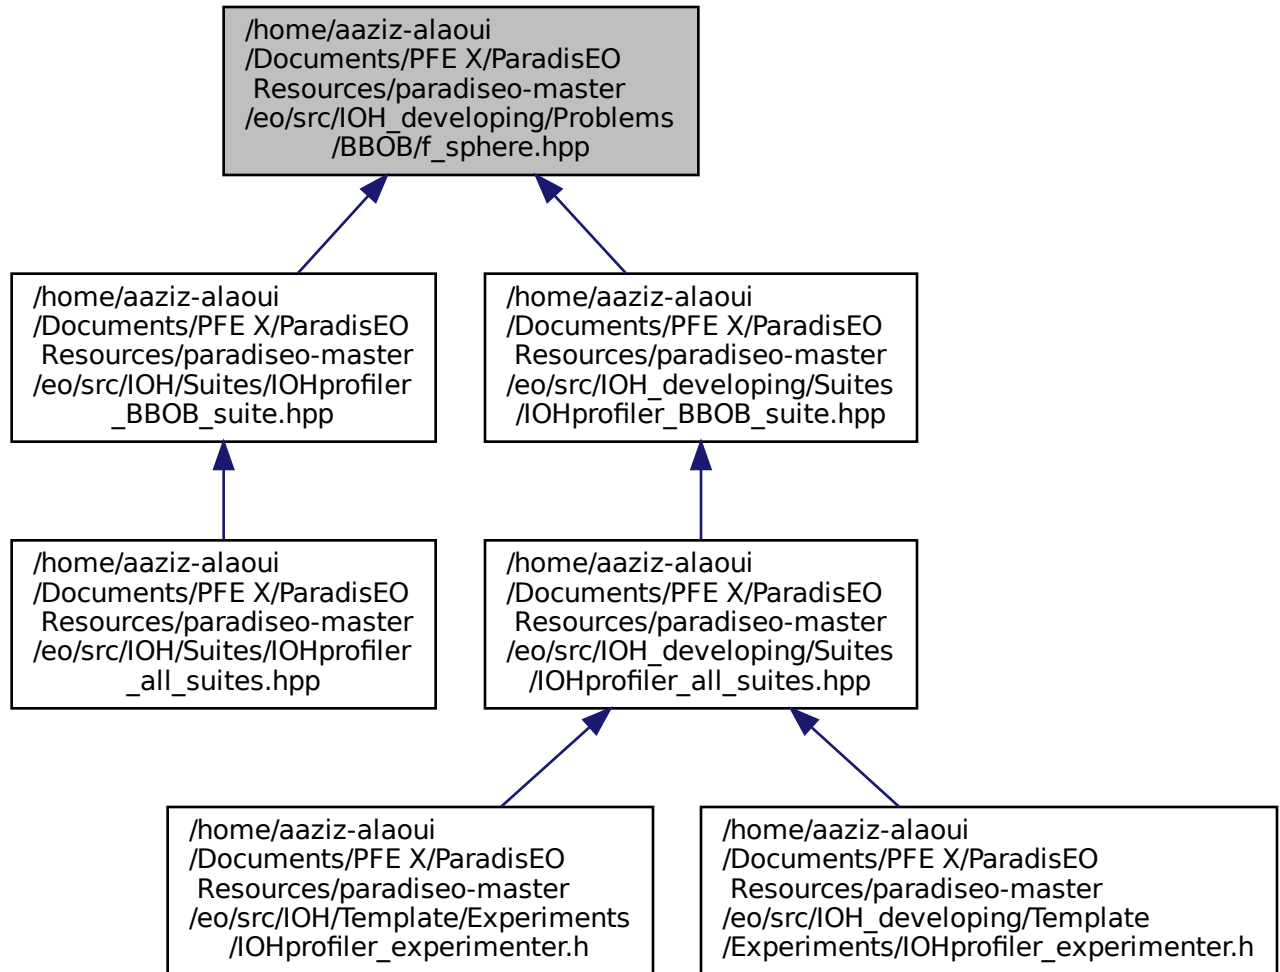 /home/aaziz-alaoui
/Documents/PFE X/ParadisEO
Resources/paradiseo-master
/eo/src/IOH_developing/Problems
/BBOB/f_sphere.hpp
/home/aaziz-alaoui
/Documents/PFE X/ParadisEO
Resources/paradiseo-master
/eo/src/IOH/Suites/IOHprofiler
_BBOB_suite.hpp
/home/aaziz-alaoui
/Documents/PFE X/ParadisEO
Resources/paradiseo-master
/eo/src/IOH_developing/Suites
/IOHprofiler_BBOB_suite.hpp
/home/aaziz-alaoui
/Documents/PFE X/ParadisEO
Resources/paradiseo-master
/eo/src/IOH/Suites/IOHprofiler
_all_suites.hpp
/home/aaziz-alaoui
/Documents/PFE X/ParadisEO
Resources/paradiseo-master
/eo/src/IOH_developing/Suites
/IOHprofiler_all_suites.hpp
/home/aaziz-alaoui
/Documents/PFE X/ParadisEO
Resources/paradiseo-master
/eo/src/IOH/Template/Experiments
/IOHprofiler_experimenter.h
/home/aaziz-alaoui
/Documents/PFE X/ParadisEO
Resources/paradiseo-master
/eo/src/IOH_developing/Template
/Experiments/IOHprofiler_experimenter.h